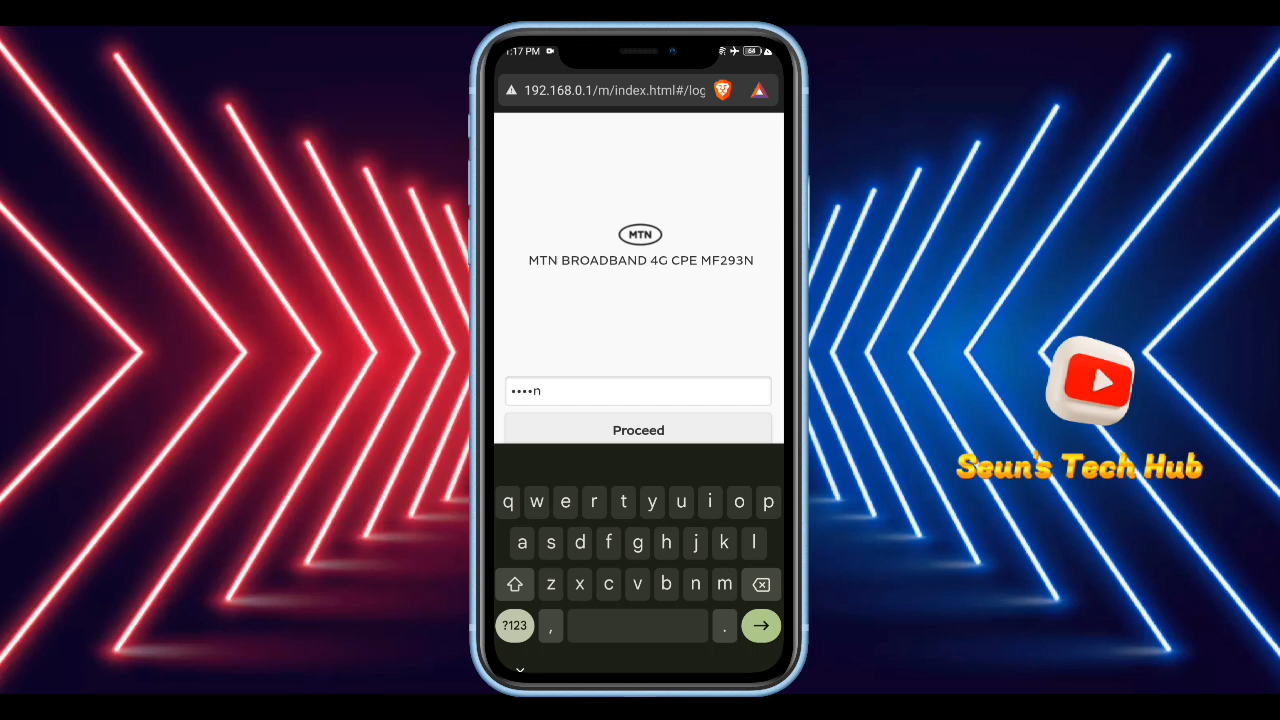 1:17 PM
64
192.168.0.1/m/index.html#/log
MTN
MTN BROADBAND 4G CPE MF293N
••••n
Proceed
q w e r t y u i o p
a s d f g h j k l
z x c v b n m
?123 , .
Seun's Tech Hub